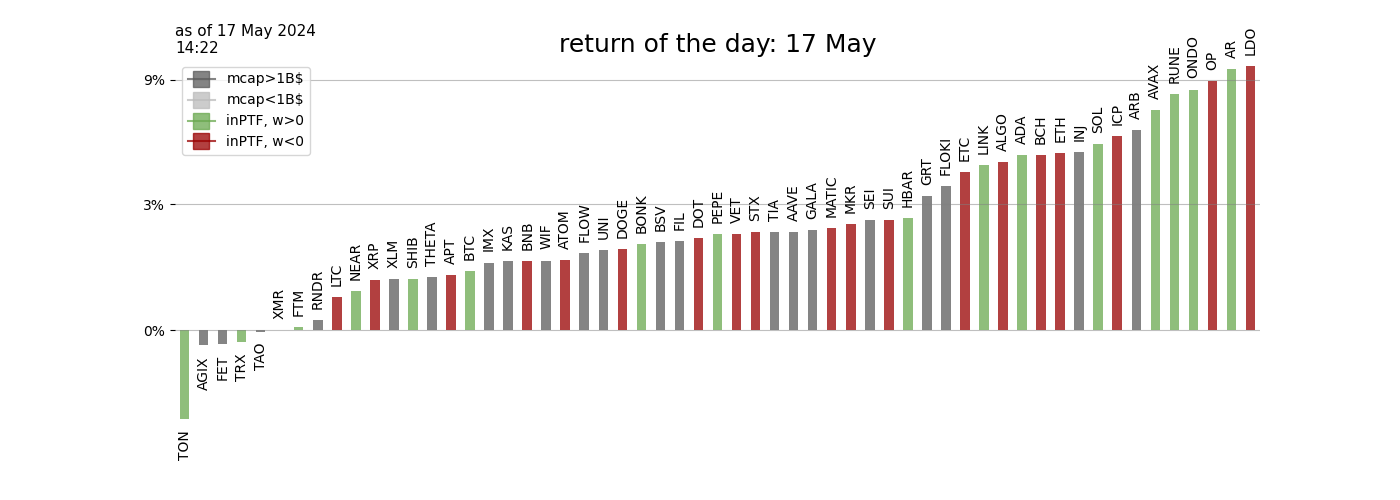 as of 17 May 2024
14:22
return of the day: 17 May
mcap>1B$
mcap<1B$
inPTF, w>0
inPTF, w<0
9%
3%
0%
TON
AGIX
FET
TRX
TAO
XMR
FTM
RNDR
LTC
NEAR
XRP
XLM
SHIB
THETA
APT
BTC
IMX
KAS
BNB
WIF
ATOM
FLOW
UNI
DOGE
BONK
BSV
FIL
DOT
PEPE
VET
STX
TIA
AAVE
GALA
MATIC
MKR
SEI
SUI
HBAR
GRT
FLOKI
ETC
LINK
ALGO
ADA
BCH
ETH
INJ
SOL
ICP
ARB
AVAX
RUNE
ONDO
OP
AR
LDO